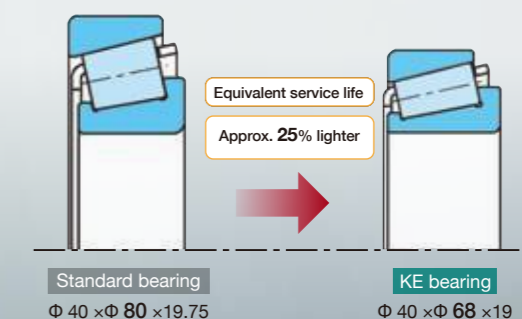 Equivalent service life
Approx. 25% lighter
Standard bearing
KE bearing
Φ 40 ×Φ 80 ×19.75
Φ 40 ×Φ 68 ×19